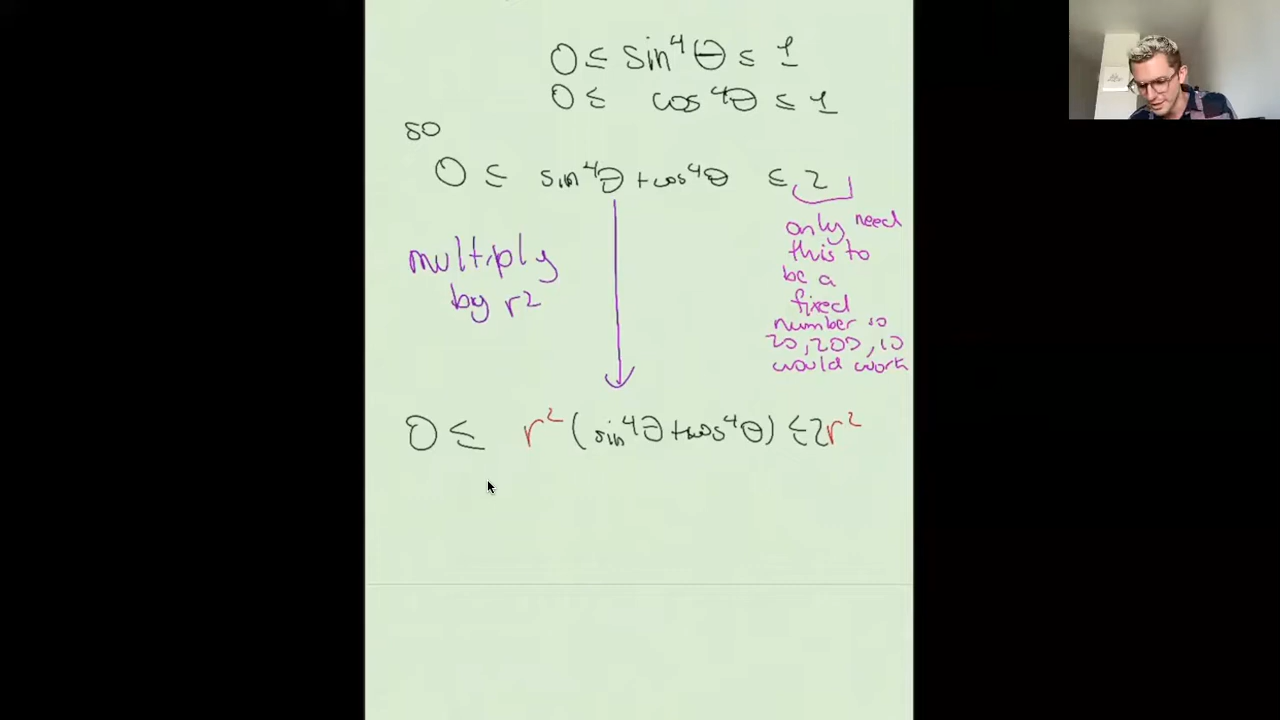 0 ≤ sin⁴θ ≤ 1
0 ≤ cos⁴θ ≤ 1
so
0 ≤ sin⁴θ + cos⁴θ ≤ 2
multiply
by r²
only need
this to
be a
fixed
number so
20, 200, 10
would work
0 ≤ r² (sin⁴θ + cos⁴θ) ≤ 2r²